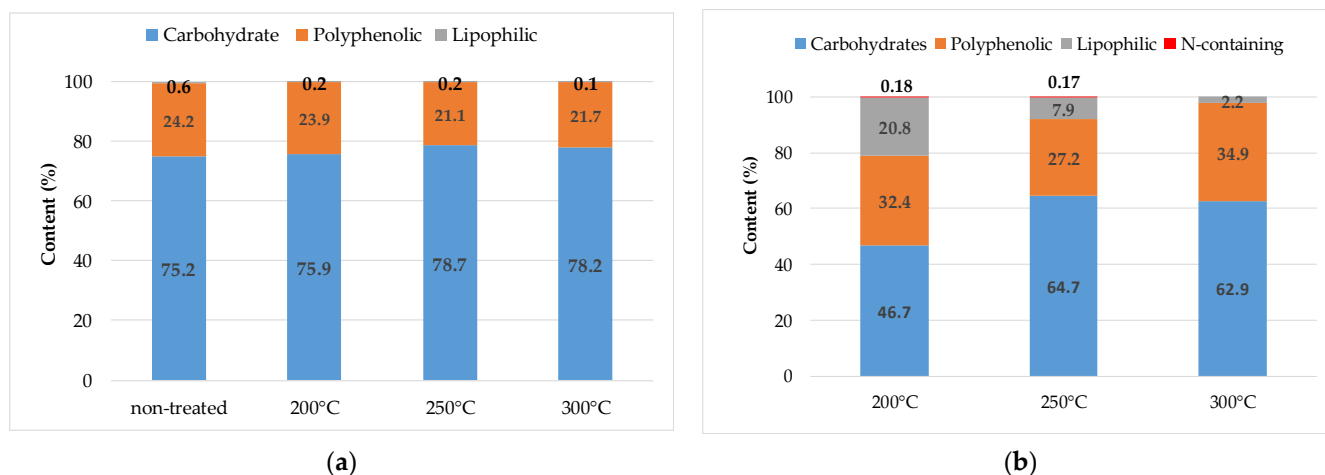 Carbohydrate Polyphenolic Lipophilic
Content (%)
100
80
60
40
20
0
0.6 0.2 0.2 0.1
24.2 23.9 21.1 21.7
75.2 75.9 78.7 78.2
non-treated 200°C 250°C 300°C
(a)
Carbohydrates Polyphenolic Lipophilic N-containing
Content (%)
100
80
60
40
20
0
0.18 0.17
20.8 7.9 2.2
32.4 27.2 34.9
46.7 64.7 62.9
200°C 250°C 300°C
(b)